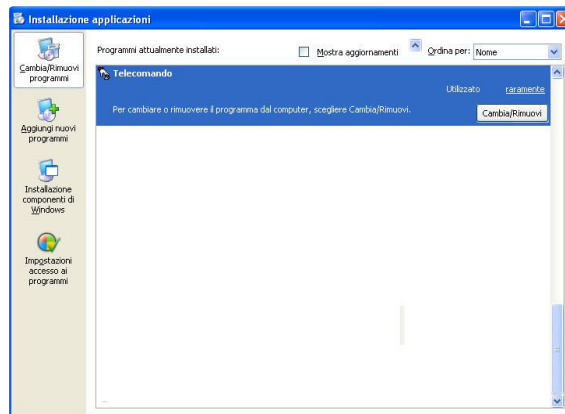 Installazione applicazioni
Cambia/Rimuovi
programmi
Aggiungi nuovi
programmi
Installazione
componenti di
Windows
Impostazioni
accesso ai
programmi
Programmi attualmente installati:
Mostra aggiornamenti
Ordina per: Nome
Telecomando
Utilizzato raramente
Per cambiare o rimuovere il programma dal computer, scegliere Cambia/Rimuovi.
Cambia/Rimuovi